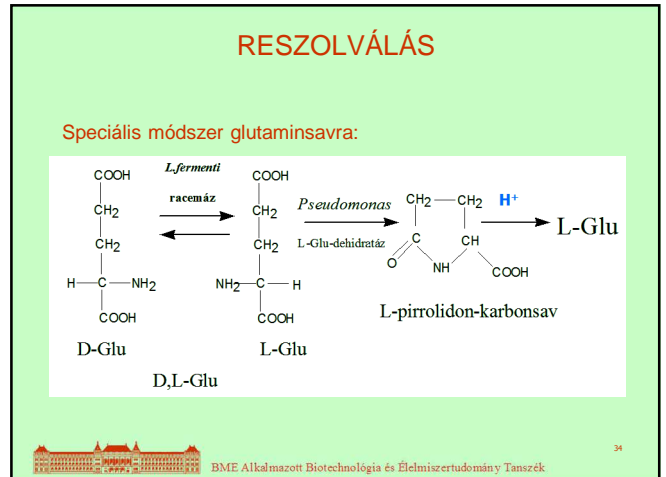 RESZOLVÁLÁS
Speciális módszer glutaminsavra:
COOH
CH2
CH2
H—C—NH2
COOH
D-Glu
L.fermenti
racemáz
COOH
CH2
CH2
NH2—C—H
COOH
L-Glu
D,L-Glu
Pseudomonas
L-Glu-dehidratáz
CH2—CH2
C CH
O NH COOH
L-pirrolidon-karbonsav
H+
L-Glu
BME Alkalmazott Biotechnológia és Élelmiszertudomány Tanszék
34